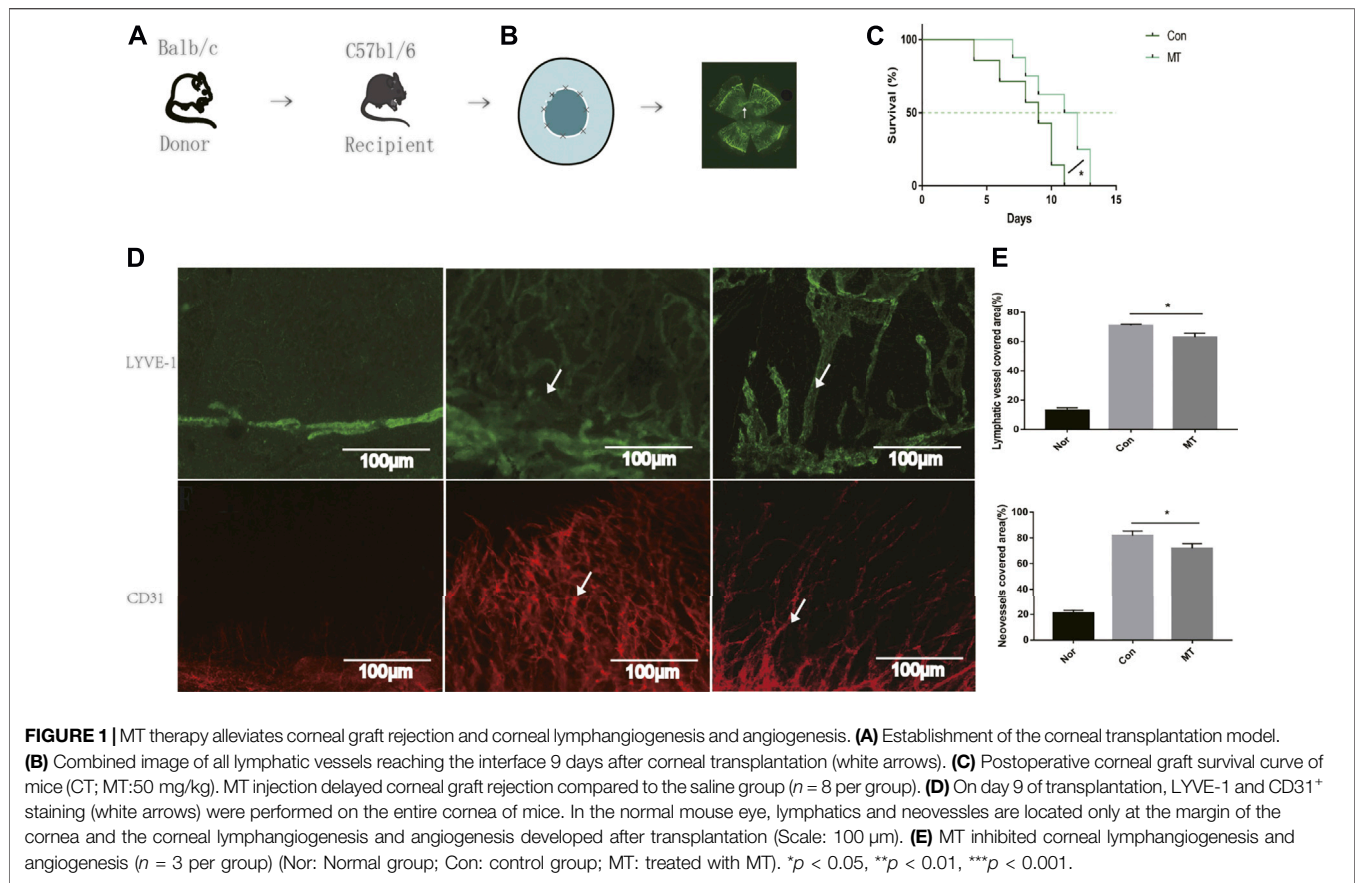 A
Balb/c
Donor
C57bl/6
Recipient
B
C
Survival (%)
100
50
0
0
5
10
15
Days
Con
MT
*
D
LYVE-1
100µm
100µm
100µm
CD31
100µm
100µm
100µm
E
Lymphatic vessel covered area(%)
80
60
40
20
0
*
Nor
Con
MT
Neovessels covered area(%)
100
80
60
40
20
0
*
Nor
Con
MT
FIGURE 1 | MT therapy alleviates corneal graft rejection and corneal lymphangiogenesis and angiogenesis. (A) Establishment of the corneal transplantation model.
(B) Combined image of all lymphatic vessels reaching the interface 9 days after corneal transplantation (white arrows). (C) Postoperative corneal graft survival curve of
mice (CT; MT:50 mg/kg). MT injection delayed corneal graft rejection compared to the saline group (n = 8 per group). (D) On day 9 of transplantation, LYVE-1 and CD31⁺
staining (white arrows) were performed on the entire cornea of mice. In the normal mouse eye, lymphatics and neovessles are located only at the margin of the
cornea and the corneal lymphangiogenesis and angiogenesis developed after transplantation (Scale: 100 µm). (E) MT inhibited corneal lymphangiogenesis and
angiogenesis (n = 3 per group) (Nor: Normal group; Con: control group; MT: treated with MT). *p < 0.05, **p < 0.01, ***p < 0.001.